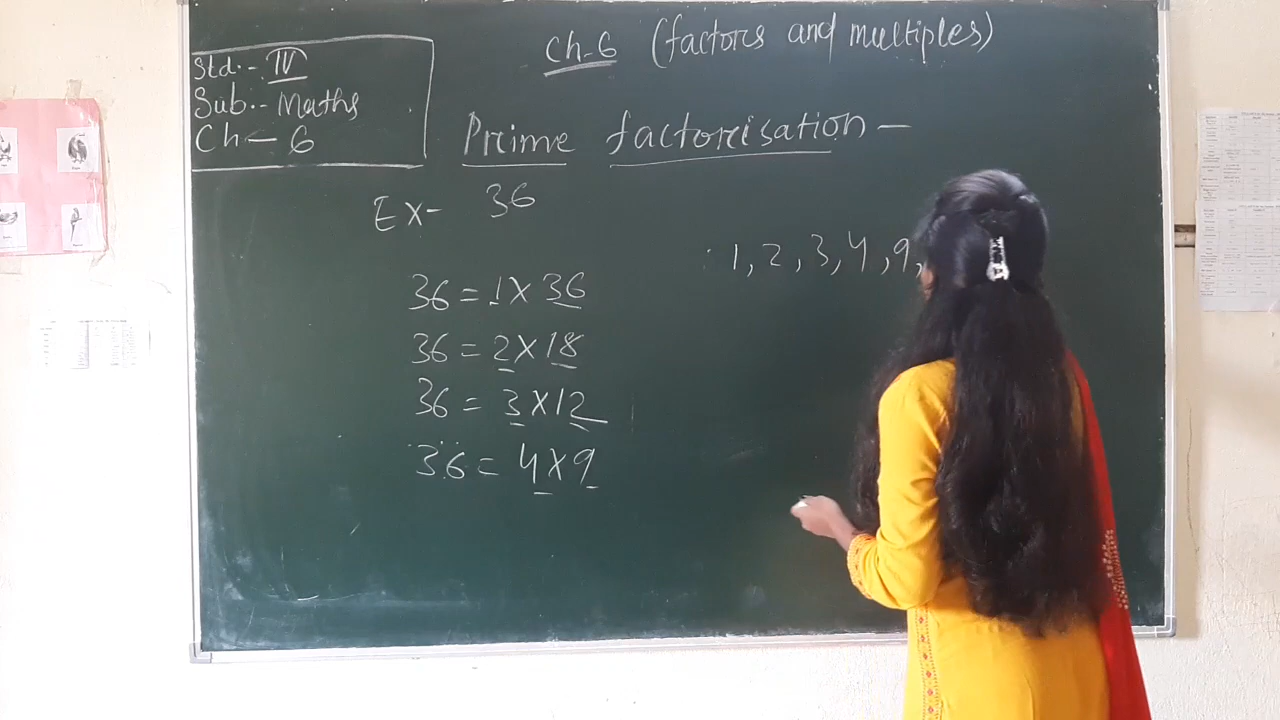 Std.- IV
Sub.- Maths
Ch- 6
Ch-6 (factors and multiples)
Prime factorisation-
Ex- 36
36 = 1 X 36
36 = 2 X 18
36 = 3 X 12
36 = 4 X 9
1, 2, 3, 4, 9,